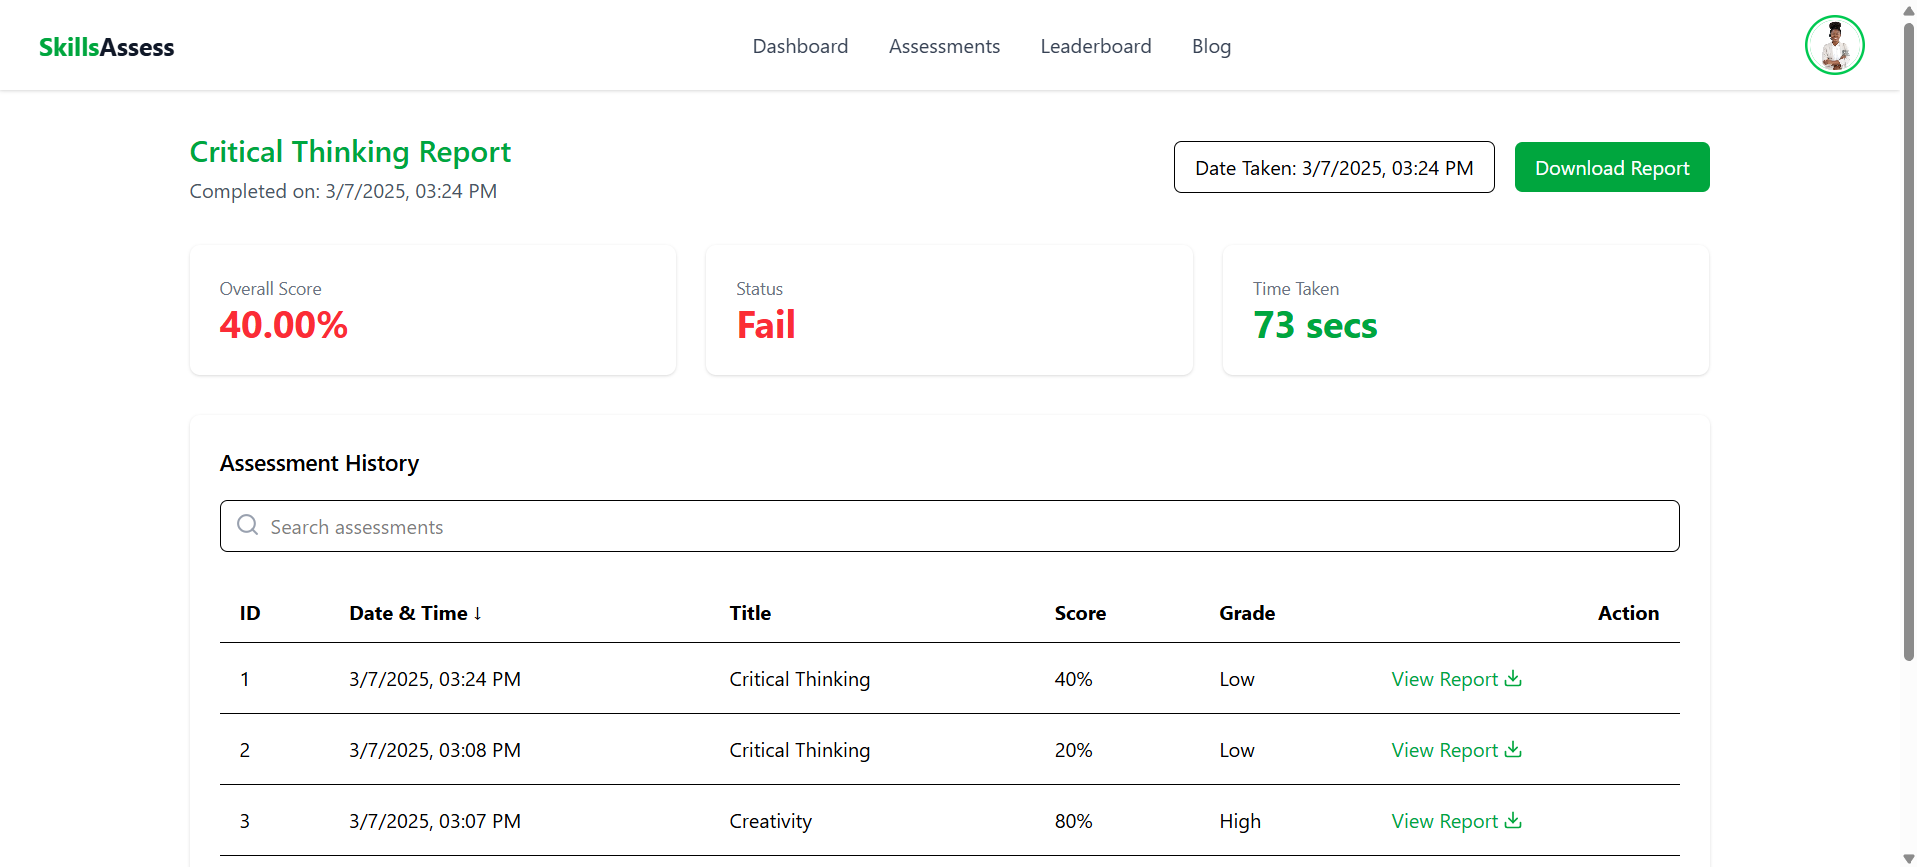 SkillsAssess Dashboard Assessments Leaderboard Blog
Critical Thinking Report
Completed on: 3/7/2025, 03:24 PM
Date Taken: 3/7/2025, 03:24 PM Download Report
Overall Score
40.00%
Status
Fail
Time Taken
73 secs
Assessment History
Search assessments
ID Date & Time ↓ Title Score Grade Action
1 3/7/2025, 03:24 PM Critical Thinking 40% Low View Report
2 3/7/2025, 03:08 PM Critical Thinking 20% Low View Report
3 3/7/2025, 03:07 PM Creativity 80% High View Report